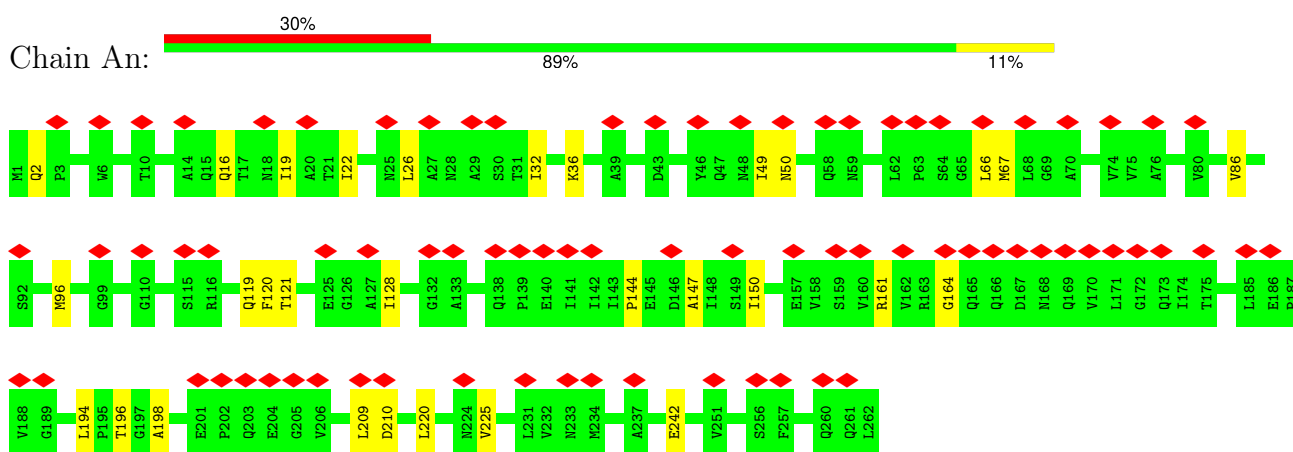 30%
Chain An:
89% 11%
M1 Q2 P3 W6 T10 A14 Q15 Q16 T17 N18 I19 A20 T21 I22 N25 L26 A27 N28 A29 S30 T31 I32 K36 A39 D43 Y46 Q47 N48 I49 N50 Q58 N59 L62 P63 S64 G65 L66 M67 L68 G69 A70 V74 V75 A76 V80 V86
S92 M96 G99 G110 S115 R116 Q119 F120 T121 E125 G126 A127 I128 G132 A133 Q138 P139 E140 I141 I142 I143 P144 E145 D146 A147 I148 S149 I150 E157 V158 S159 V160 R161 V162 R163 G164 Q165 Q166 D167 N168 Q169 V170 L171 G172 Q173 I174 T175 L185 E186 P187
V188 G189 L194 P195 T196 G197 A198 E201 P202 Q203 E204 G205 V206 L209 D210 L220 N224 V225 L231 V232 N233 M234 A237 E242 V251 S256 F257 Q260 Q261 L262